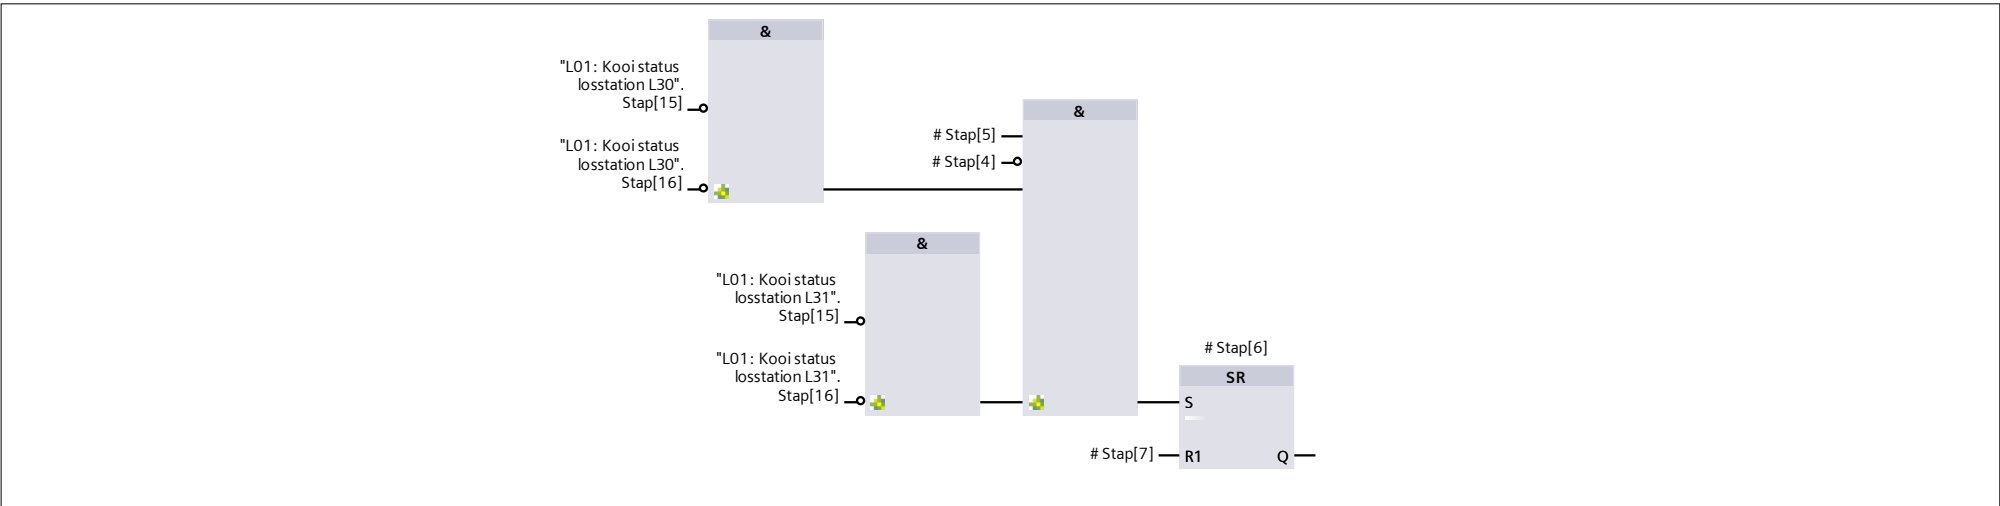 &
"L01: Kooi status
losstation L30".
Stap[15]
"L01: Kooi status
losstation L30".
Stap[16]
&
# Stap[5]
# Stap[4]
&
"L01: Kooi status
losstation L31".
Stap[15]
"L01: Kooi status
losstation L31".
Stap[16]
# Stap[6]
SR
S
# Stap[7]
R1
Q